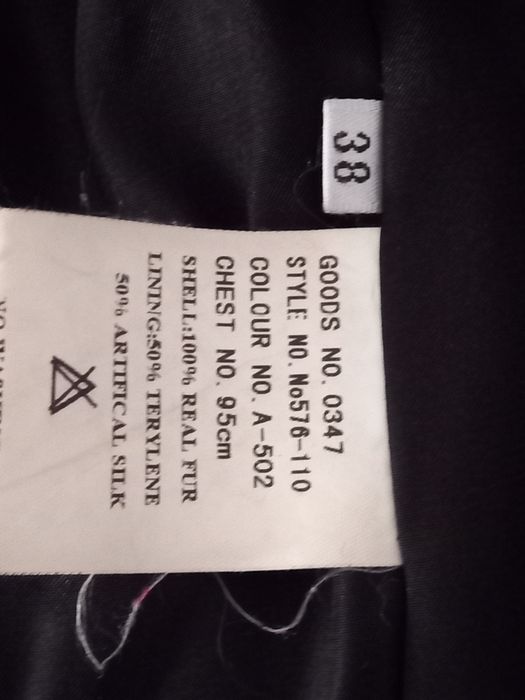 38
GOODS NO. 0347
STYLE NO. No576-110
COLOUR NO. A-502
CHEST NO. 95cm
SHELL:100% REAL FUR
LINING:50% TERYLENE
50% ARTIFICAL SILK